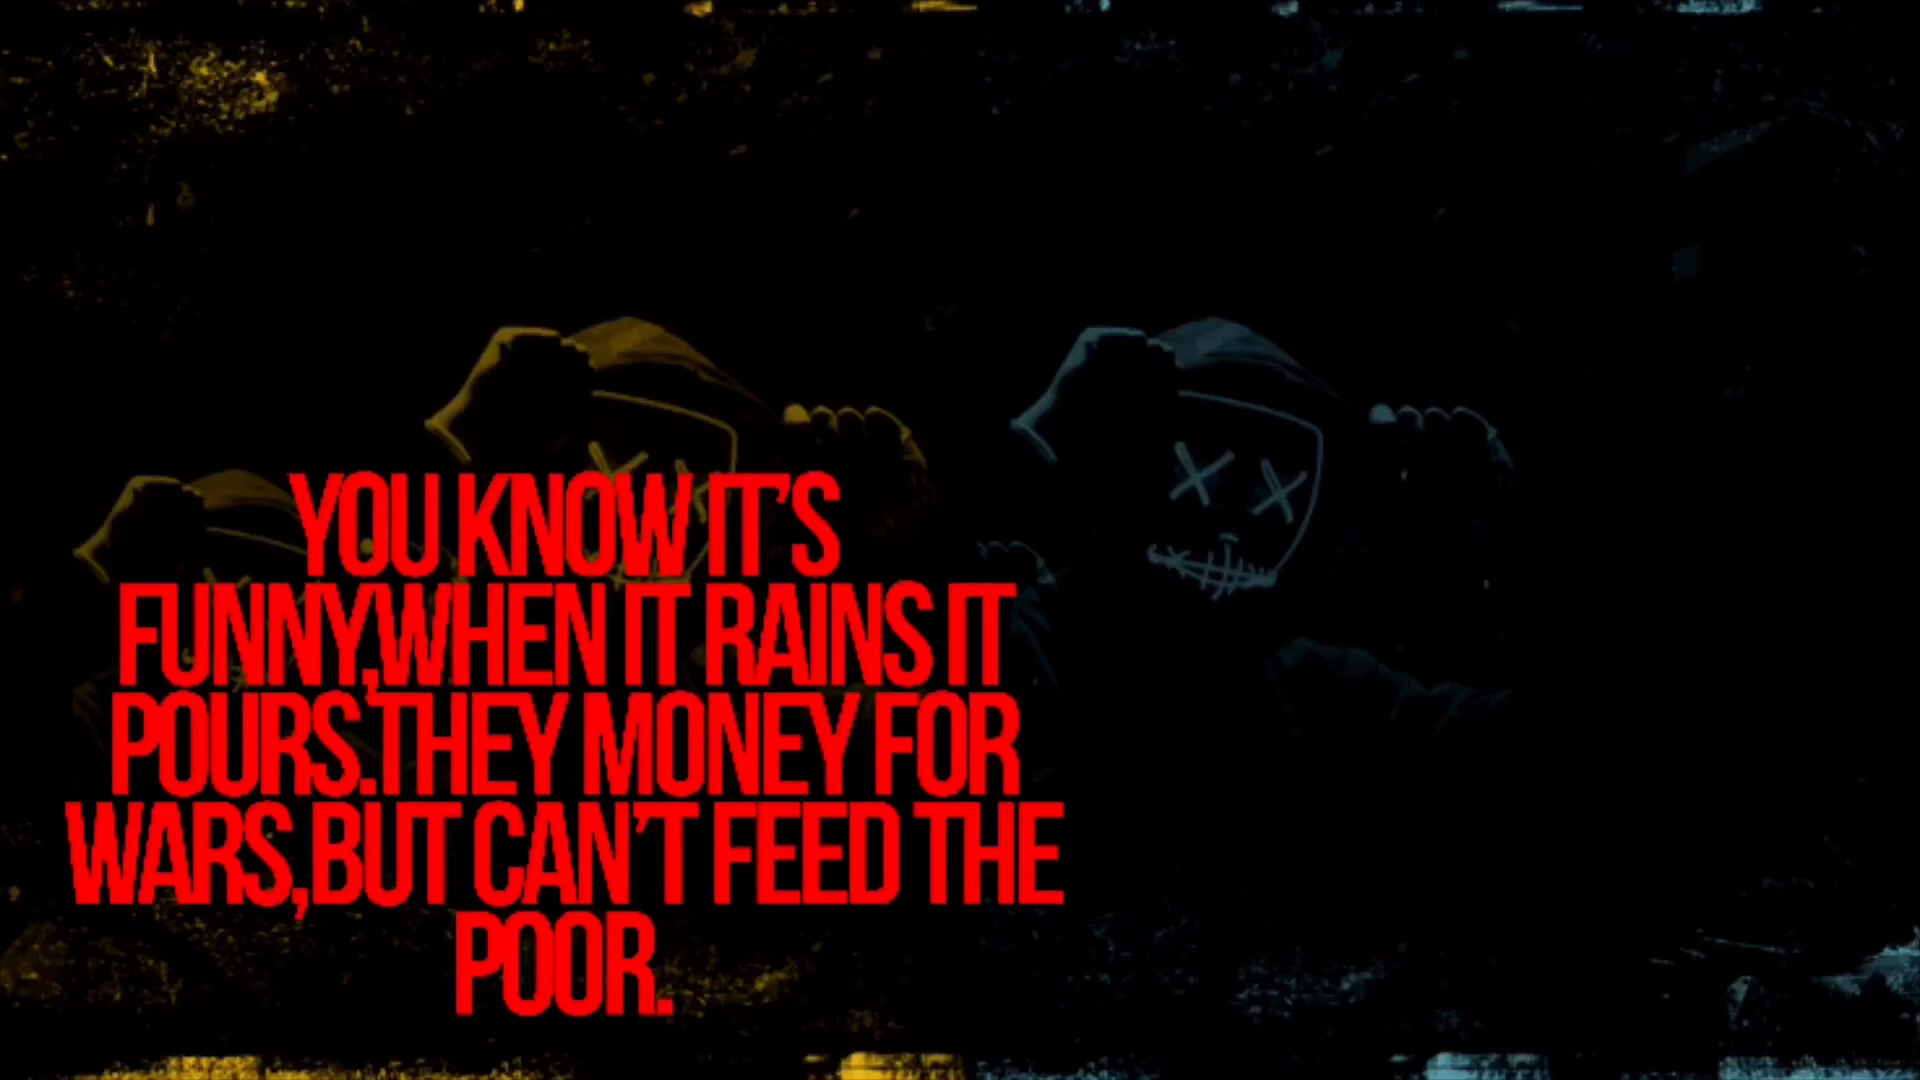 YOU KNOW IT'S
FUNNY,WHEN IT RAINS IT
POURS.THEY MONEY FOR
WARS,BUT CAN'T FEED THE
POOR.